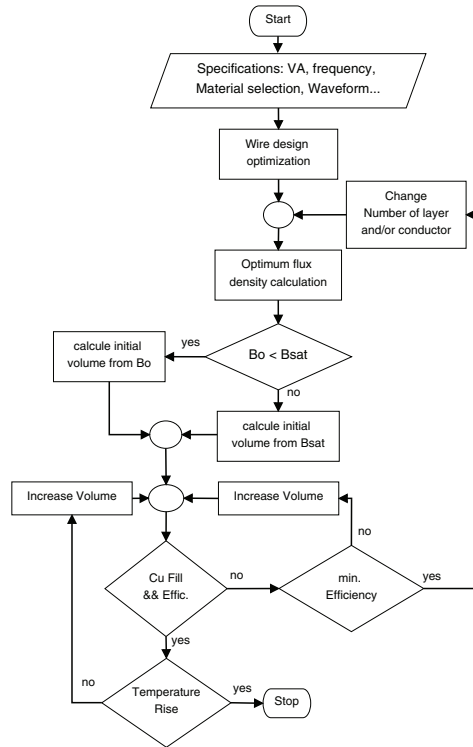 Start
Specifications: VA, frequency,
Material selection, Waveform...
Wire design
optimization
Change
Number of layer
and/or conductor
Optimum flux
density calculation
yes
calcule initial
volume from Bo
Bo < Bsat
no
calcule initial
volume from Bsat
Increase Volume
Increase Volume
no
Cu Fill
&& Effic.
no
min.
Efficiency
yes
yes
no
Temperature
Rise
yes
Stop